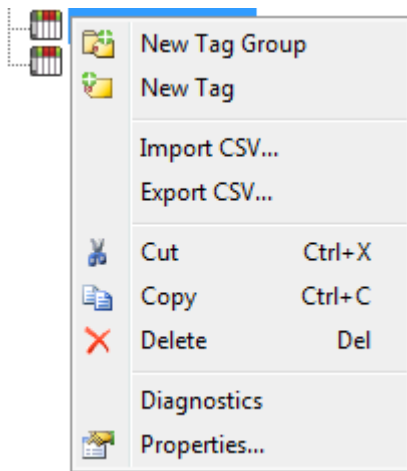 New Tag Group
New Tag
Import CSV...
Export CSV...
Cut Ctrl+X
Copy Ctrl+C
Delete Del
Diagnostics
Properties...